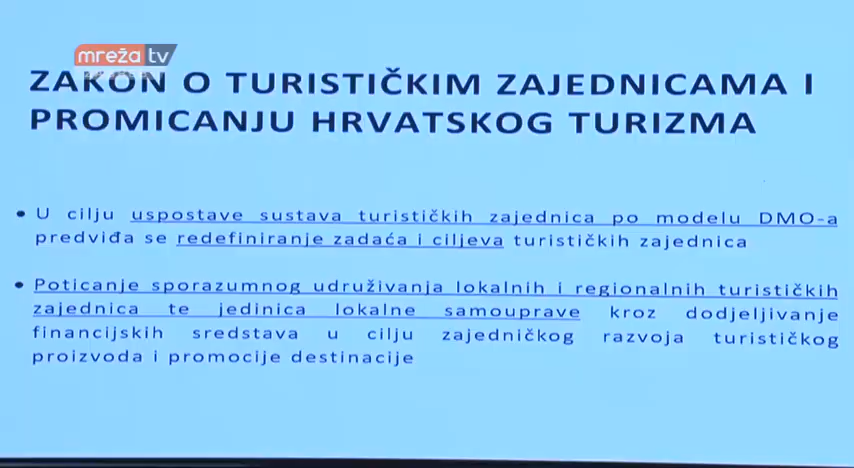 mreža tv
ZAKON O TURISTIČKIM ZAJEDNICAMA I
PROMICANJU HRVATSKOG TURIZMA
• U cilju uspostave sustava turističkih zajednica po modelu DMO-a
predviđa se redefiniranje zadaća i ciljeva turističkih zajednica
• Poticanje sporazumnog udruživanja lokalnih i regionalnih turističkih
zajednica te jedinica lokalne samouprave kroz dodjeljivanje
financijskih sredstava u cilju zajedničkog razvoja turističkog
proizvoda i promocije destinacije